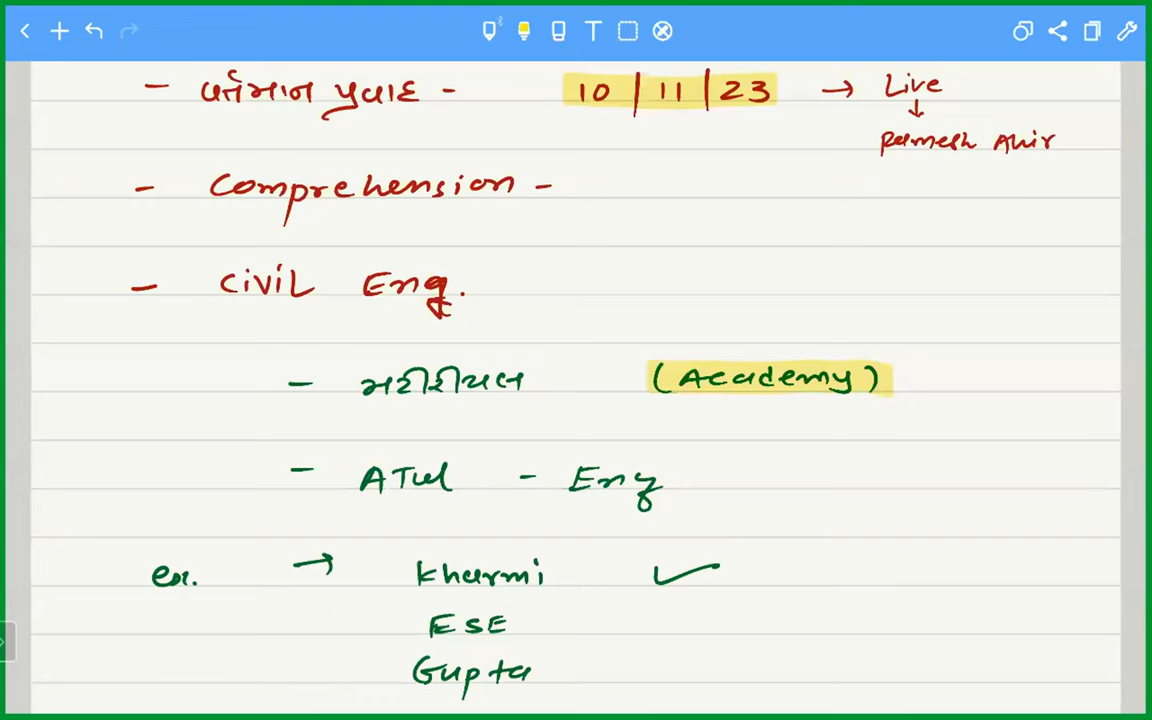 - વર્તમાન પ્રવાહ - 10 | 11 | 23 → Live
↓
Ramesh Ahir
- Comprehension -
- Civil Eng.
- મટીરીયલ (Academy)
- ATul - Eng
ex. → Khurmi ✓
ESE
Gupta